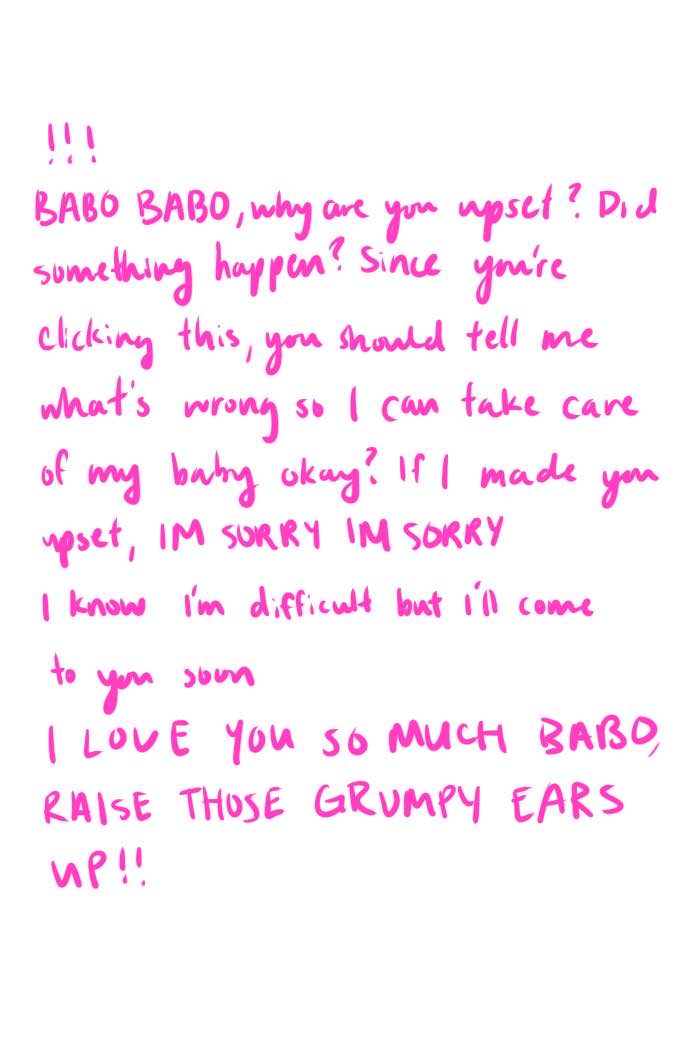 !!!
BABO BABO, why are you upset? Did
something happen? Since you're
clicking this, you should tell me
what's wrong so I can take care
of my baby okay? If I made you
upset, IM SORRY IM SORRY
I know I'm difficult but I'll come
to you soon
I LOVE YOU SO MUCH BABO,
RAISE THOSE GRUMPY EARS
UP!!